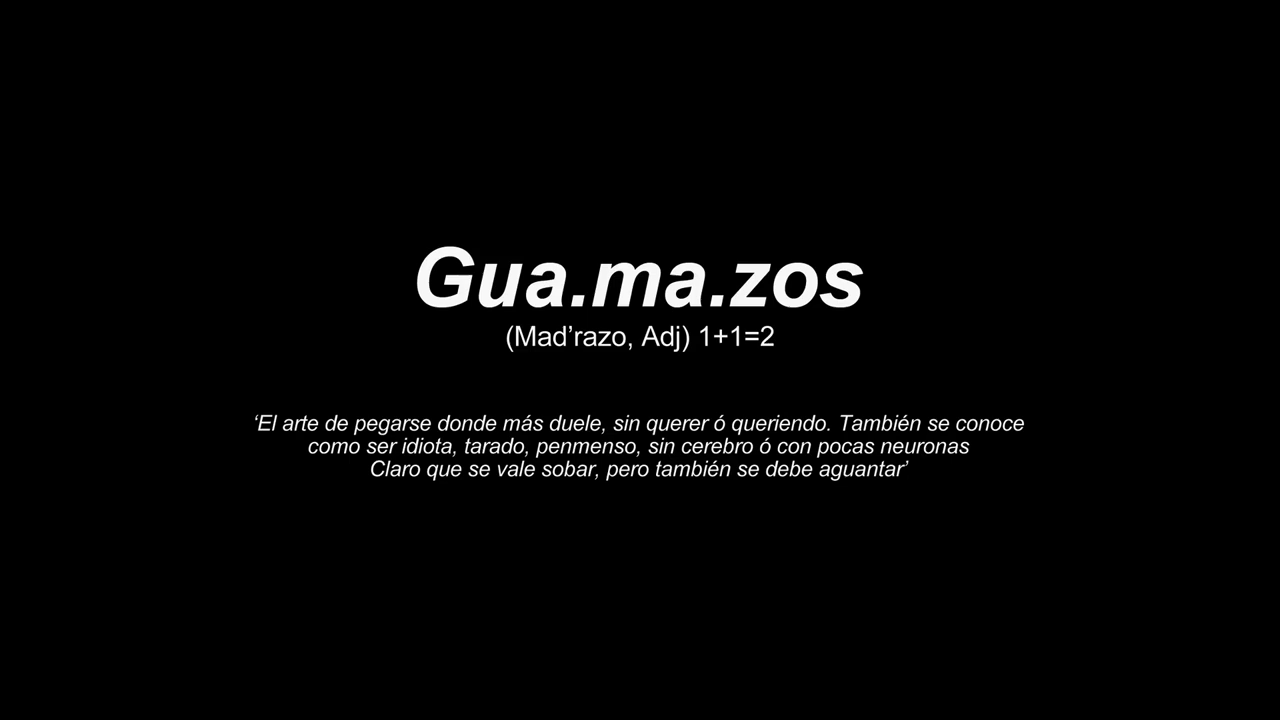 Gua.ma.zos
(Mad’razo, Adj) 1+1=2
‘El arte de pegarse donde más duele, sin querer ó queriendo. También se conoce
como ser idiota, tarado, penmenso, sin cerebro ó con pocas neuronas
Claro que se vale sobar, pero también se debe aguantar’